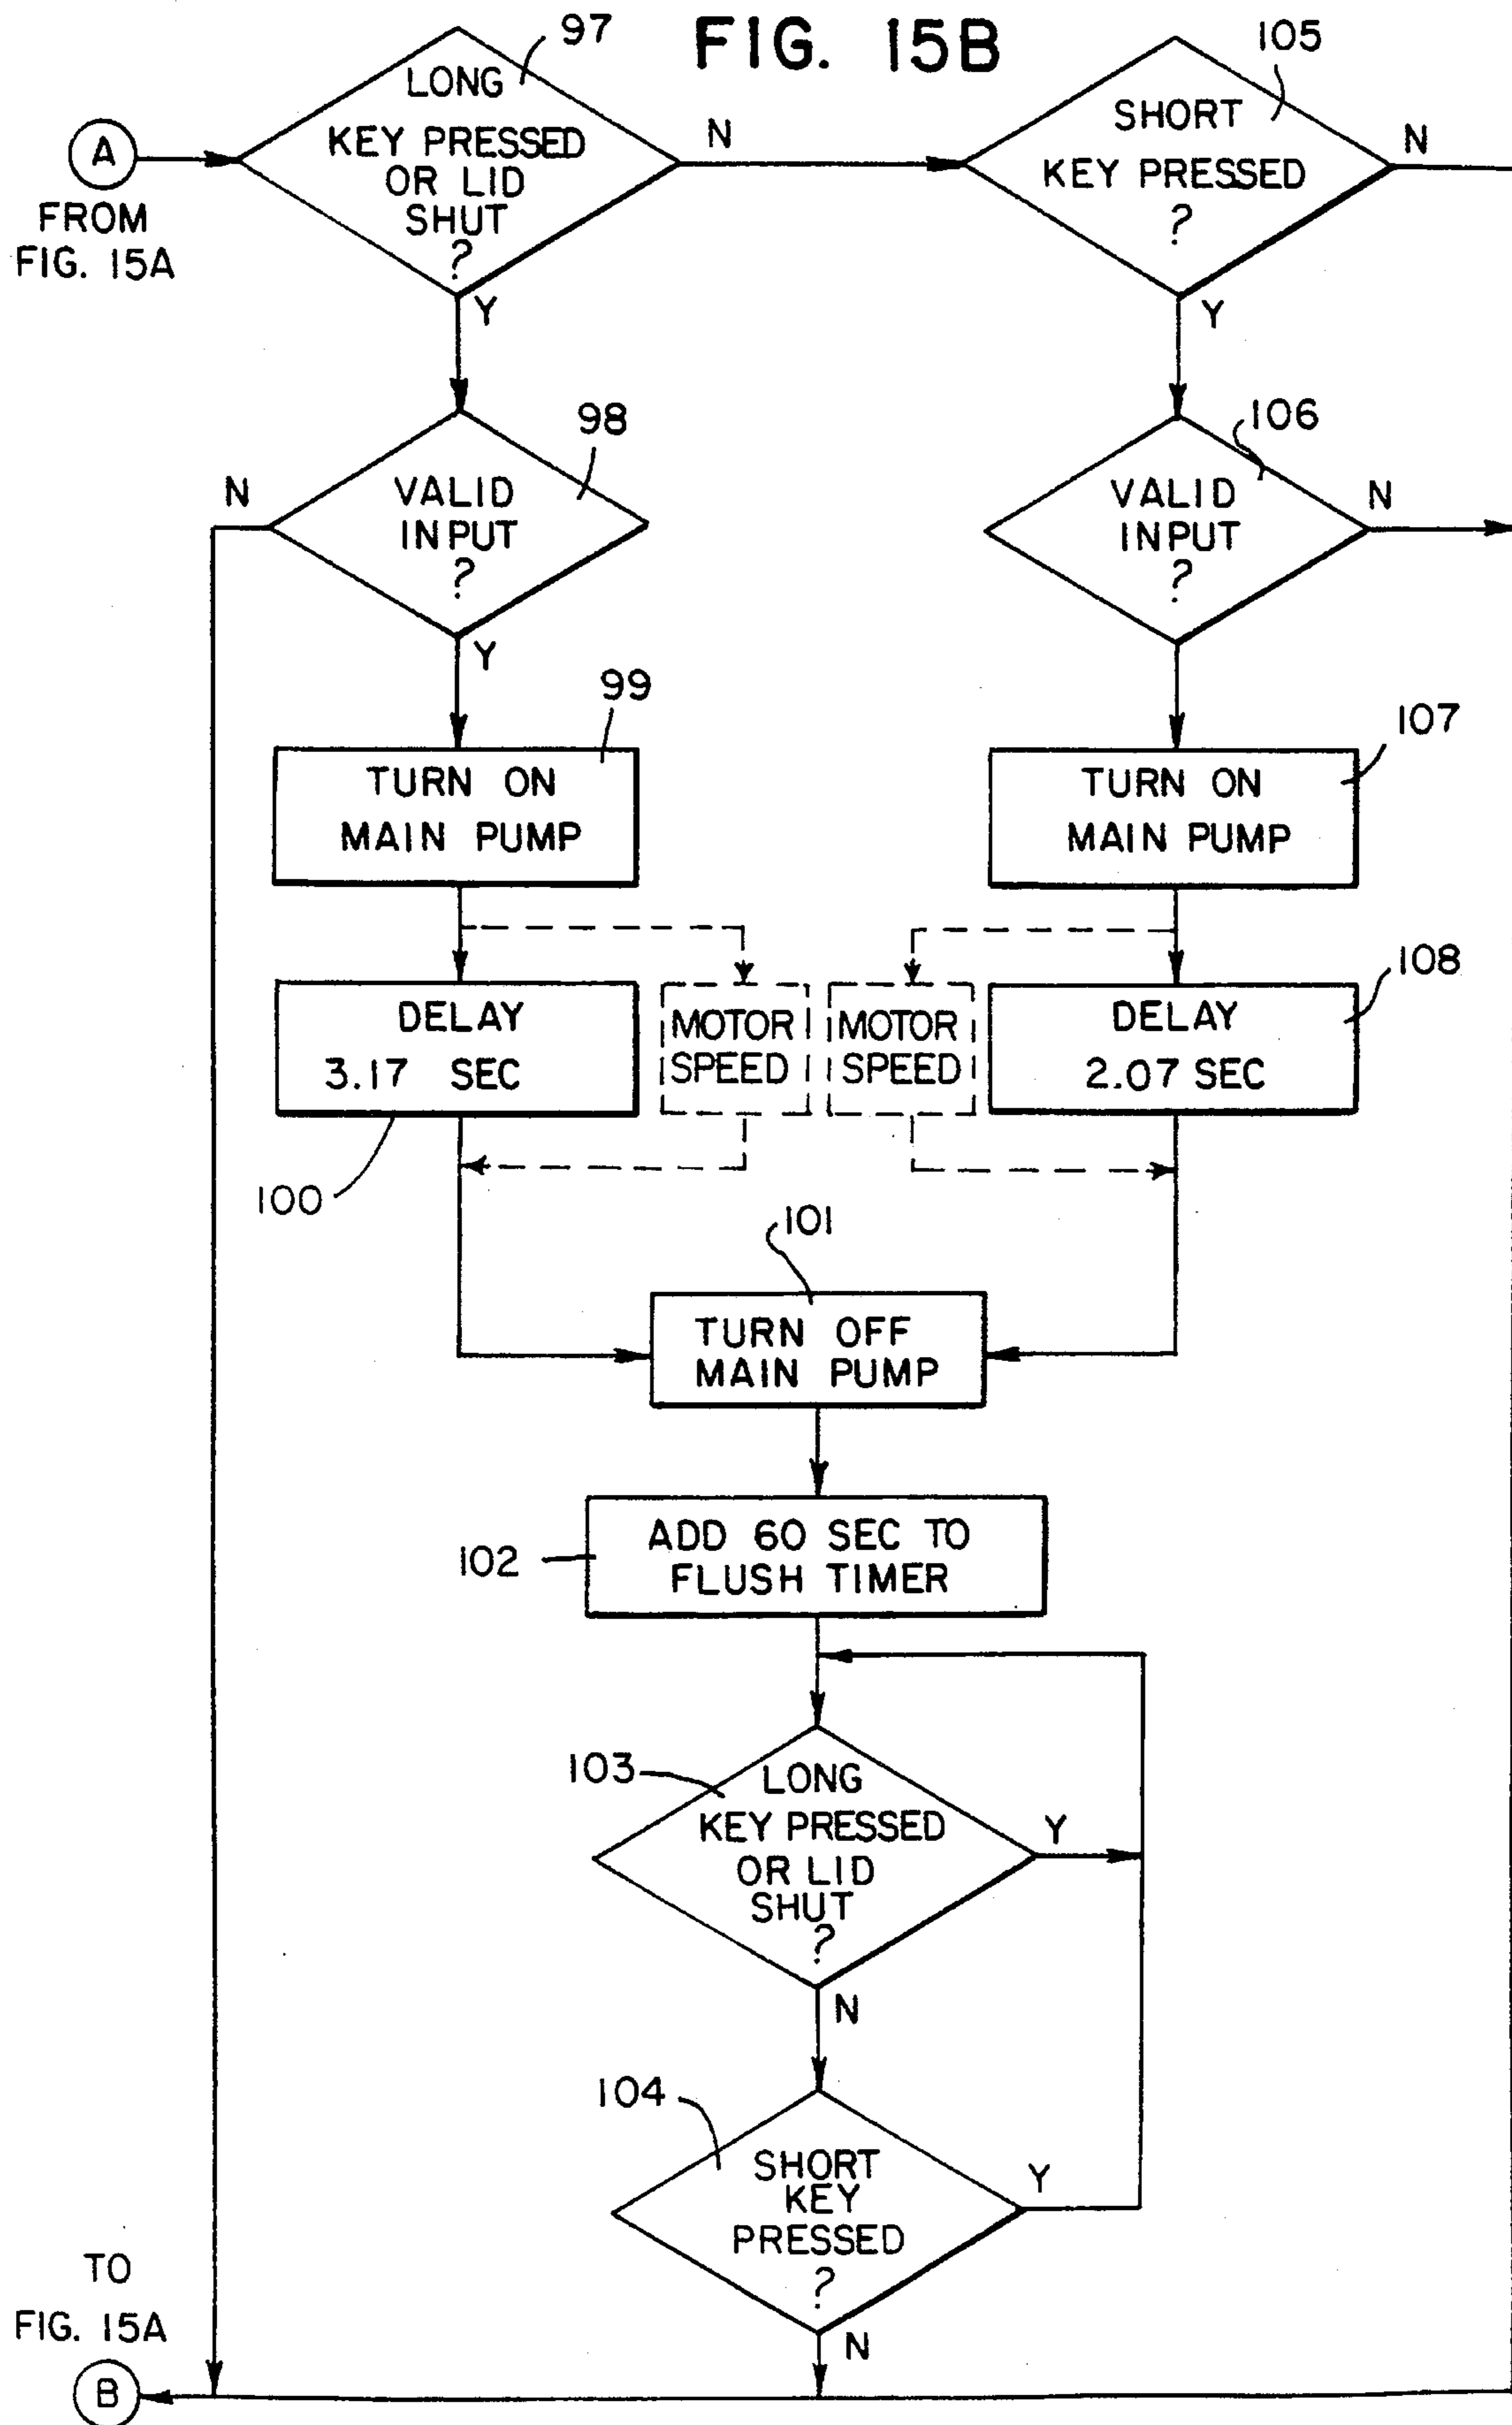 FIG. 15B
97
LONG
KEY PRESSED
OR LID
SHUT
?
A
FROM
FIG. 15A
N
Y
105
SHORT
KEY PRESSED
?
N
Y
98
VALID
INPUT
?
N
Y
106
VALID
INPUT
?
N
99
TURN ON
MAIN PUMP
107
TURN ON
MAIN PUMP
DELAY
3.17 SEC
100
MOTOR
SPEED
MOTOR
SPEED
108
DELAY
2.07 SEC
101
TURN OFF
MAIN PUMP
102
ADD 60 SEC TO
FLUSH TIMER
103
LONG
KEY PRESSED
OR LID
SHUT
?
Y
N
104
SHORT
KEY
PRESSED
?
Y
N
TO
FIG. 15A
B